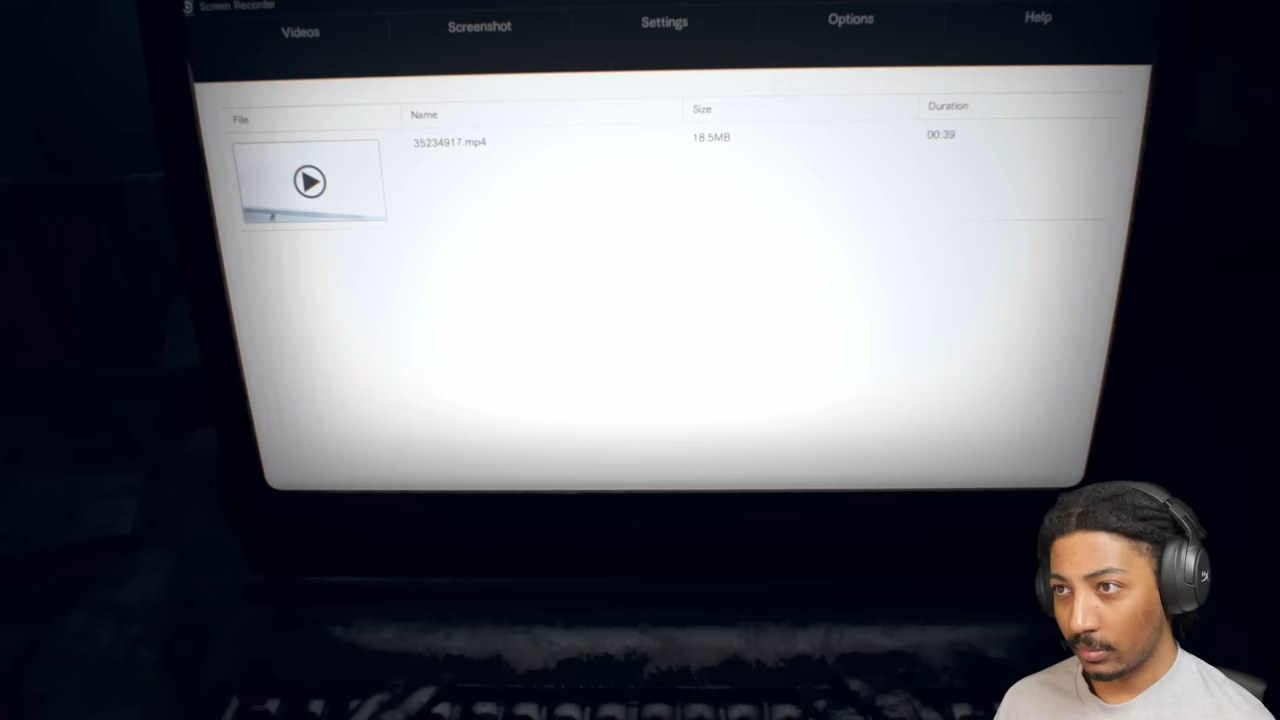 Screen Recorder
Videos Screenshot Settings Options Help
File Name Size Duration
35234917.mp4 18.5MB 00:39